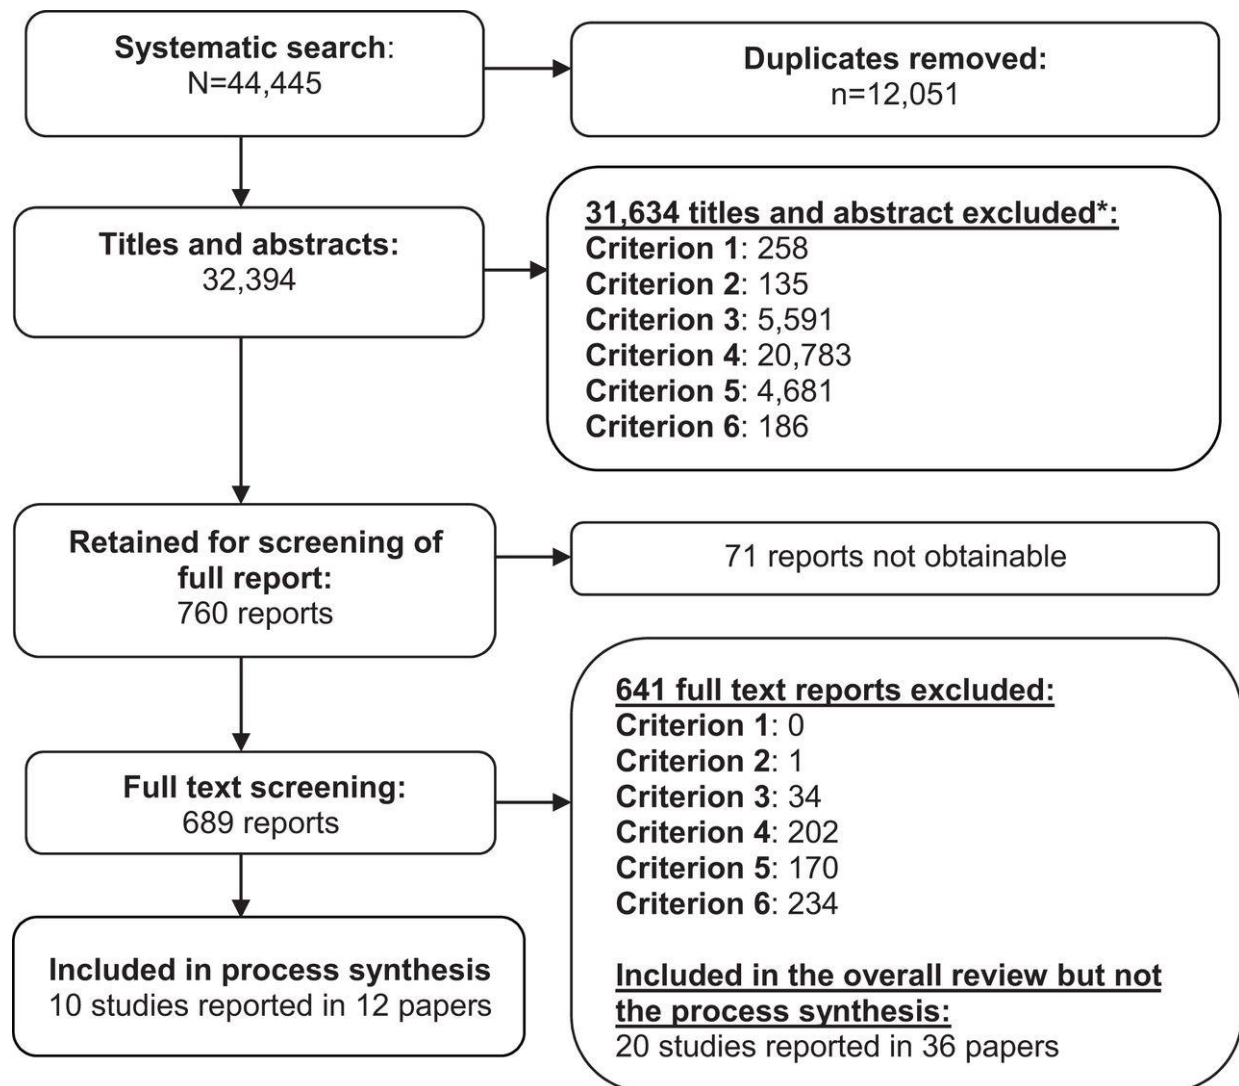 Systematic search:
N=44,445
Duplicates removed:
n=12,051
Titles and abstracts:
32,394
31,634 titles and abstract excluded*:
Criterion 1: 258
Criterion 2: 135
Criterion 3: 5,591
Criterion 4: 20,783
Criterion 5: 4,681
Criterion 6: 186
Retained for screening of
full report:
760 reports
71 reports not obtainable
Full text screening:
689 reports
641 full text reports excluded:
Criterion 1: 0
Criterion 2: 1
Criterion 3: 34
Criterion 4: 202
Criterion 5: 170
Criterion 6: 234
Included in the overall review but not
the process synthesis:
20 studies reported in 36 papers
Included in process synthesis
10 studies reported in 12 papers